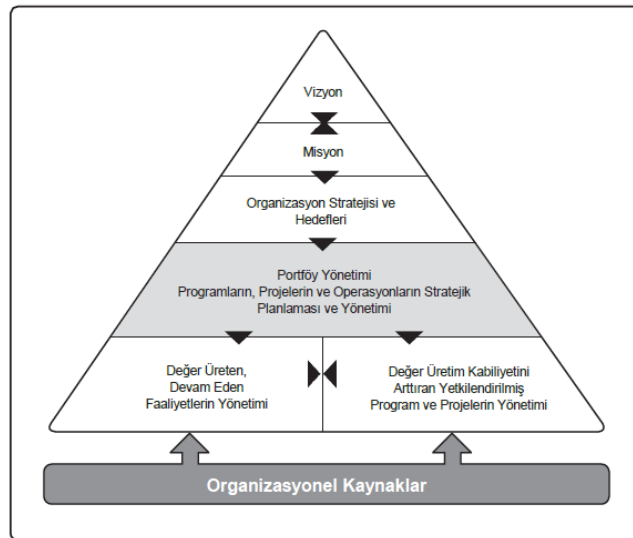 Vizyon
Misyon
Organizasyon Stratejisi ve
Hedefleri
Portföy Yönetimi
Programların, Projelerin ve Operasyonların Stratejik
Planlaması ve Yönetimi
Değer Üreten,
Devam Eden
Faaliyetlerin Yönetimi
Değer Üretim Kabiliyetini
Arttıran Yetkilendirilmiş
Program ve Projelerin Yönetimi
Organizasyonel Kaynaklar